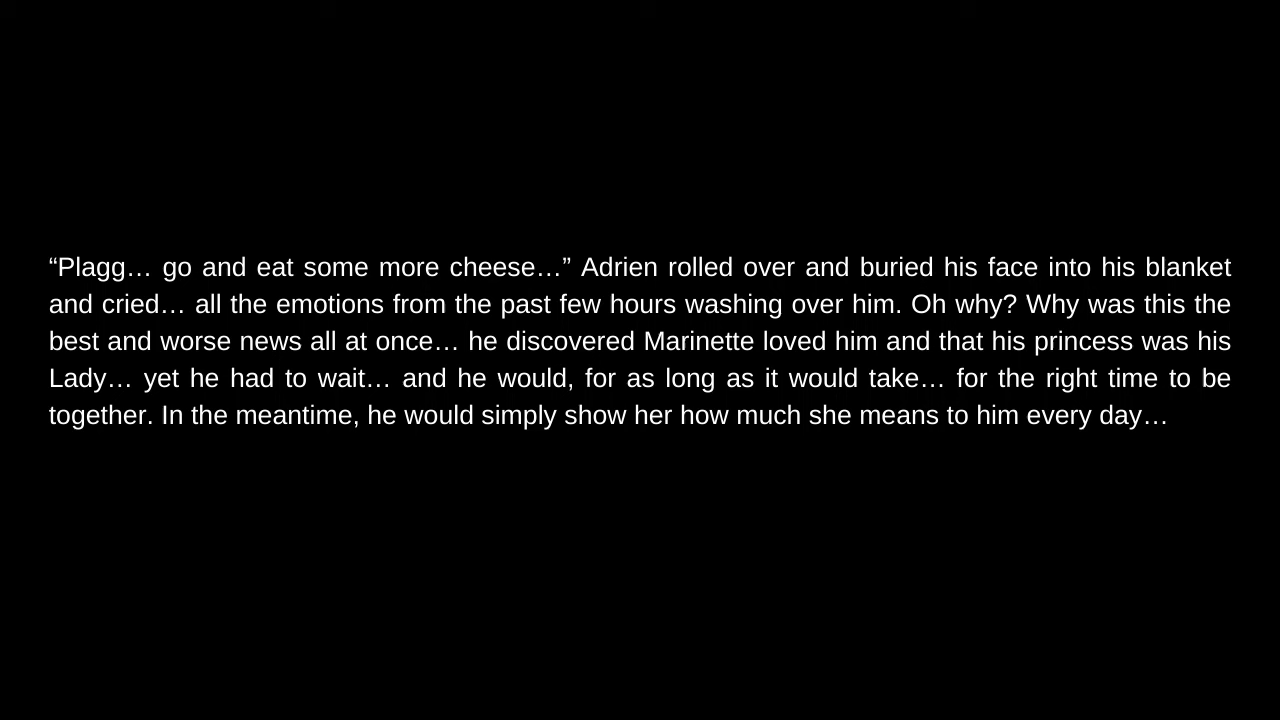 “Plagg… go and eat some more cheese…” Adrien rolled over and buried his face into his blanket
and cried… all the emotions from the past few hours washing over him. Oh why? Why was this the
best and worse news all at once… he discovered Marinette loved him and that his princess was his
Lady… yet he had to wait… and he would, for as long as it would take… for the right time to be
together. In the meantime, he would simply show her how much she means to him every day…